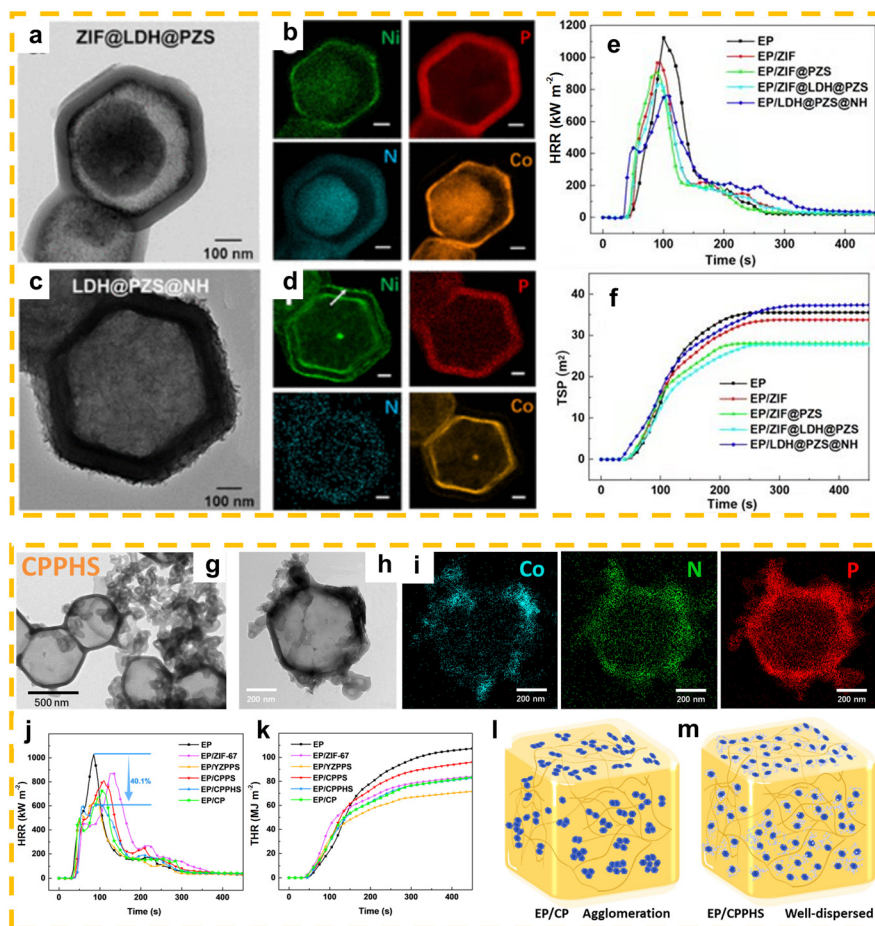 a
ZIF@LDH@PZS
100 nm
b
Ni
P
N
Co
c
LDH@PZS@NH
100 nm
d
Ni
P
N
Co
e
HRR (kW m-2)
1200
1000
800
600
400
200
0
EP
EP/ZIF
EP/ZIF@PZS
EP/ZIF@LDH@PZS
EP/LDH@PZS@NH
0 100 200 300 400
Time (s)
f
TSP (m2)
40
30
20
10
0
EP
EP/ZIF
EP/ZIF@PZS
EP/ZIF@LDH@PZS
EP/LDH@PZS@NH
0 100 200 300 400
Time (s)
CPPHS
g
500 nm
h
200 nm
i
Co
200 nm
N
200 nm
P
200 nm
j
HRR (kW m-2)
1000
800
600
400
200
0
40.1%
EP
EP/ZIF-67
EP/YZPPS
EP/CPPS
EP/CPPHS
EP/CP
0 100 200 300 400
Time (s)
k
THR (MJ m-2)
120
100
80
60
40
20
0
EP
EP/ZIF-67
EP/YZPPS
EP/CPPS
EP/CPPHS
EP/CP
0 100 200 300 400
Time (s)
l
EP/CP Agglomeration
m
EP/CPPHS Well-dispersed